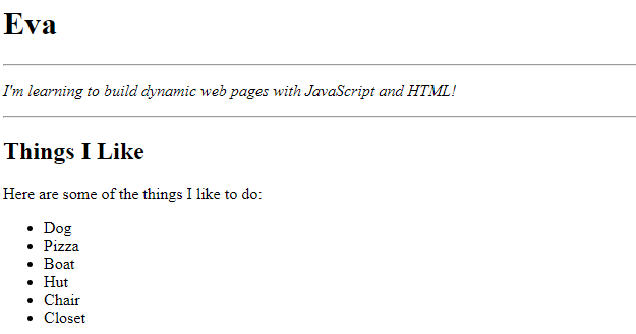 Eva
I'm learning to build dynamic web pages with JavaScript and HTML!
Things I Like
Here are some of the things I like to do:
Dog
Pizza
Boat
Hut
Chair
Closet